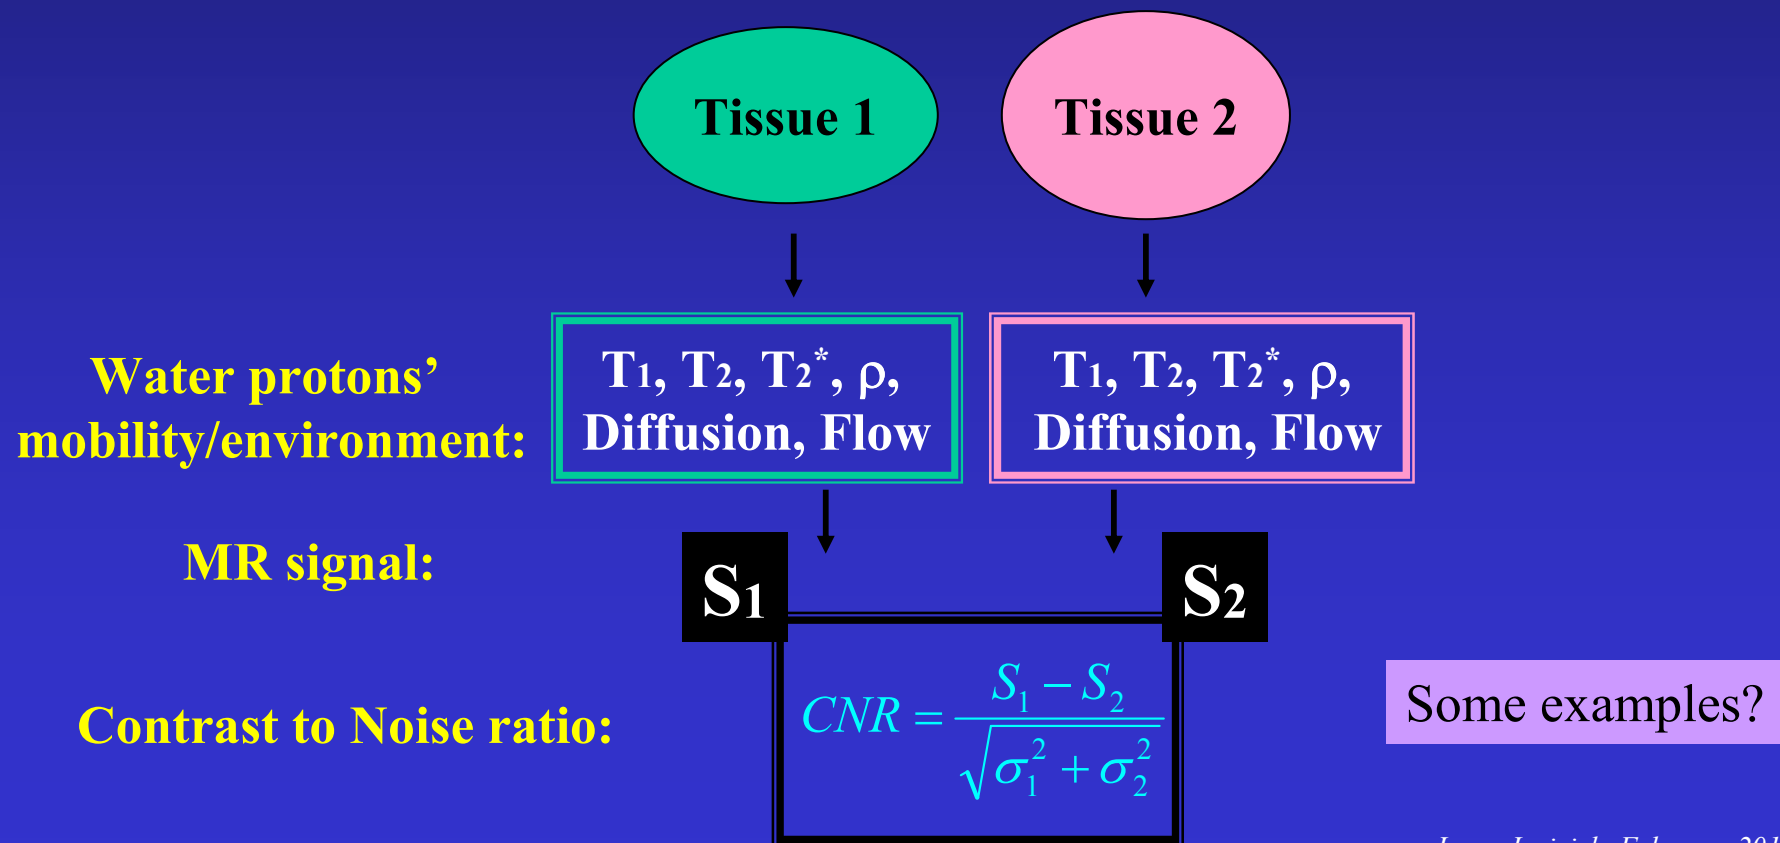 Tissue 1
Tissue 2
Water protons’
mobility/environment:
T1, T2, T2*, ρ,
Diffusion, Flow
T1, T2, T2*, ρ,
Diffusion, Flow
MR signal:
S1
S2
Contrast to Noise ratio:
CNR = (S1 − S2) / √(σ1² + σ2²)
Some examples?